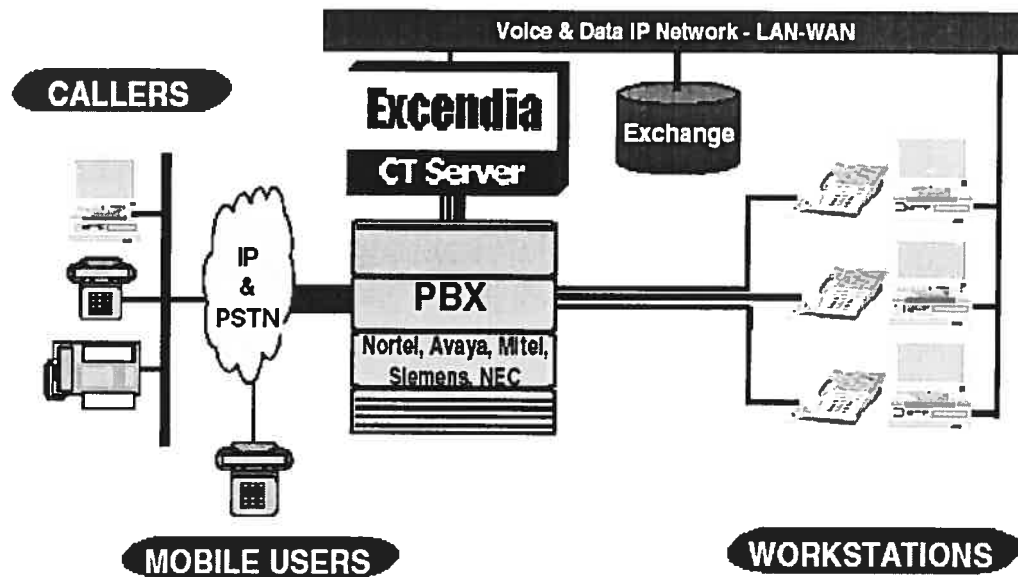 Voice & Data IP Network - LAN-WAN
CALLERS
Excendia
CT Server
Exchange
IP
&
PSTN
PBX
Nortel, Avaya, Mitel,
Siemens, NEC
MOBILE USERS
WORKSTATIONS